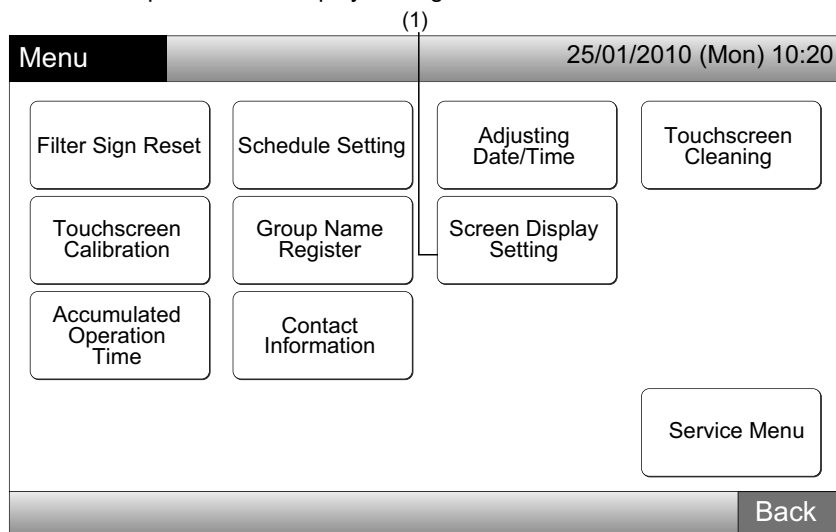 (1)
Menu
25/01/2010 (Mon) 10:20
Filter Sign Reset
Schedule Setting
Adjusting
Date/Time
Touchscreen
Cleaning
Touchscreen
Calibration
Group Name
Register
Screen Display
Setting
Accumulated
Operation
Time
Contact
Information
Service Menu
Back